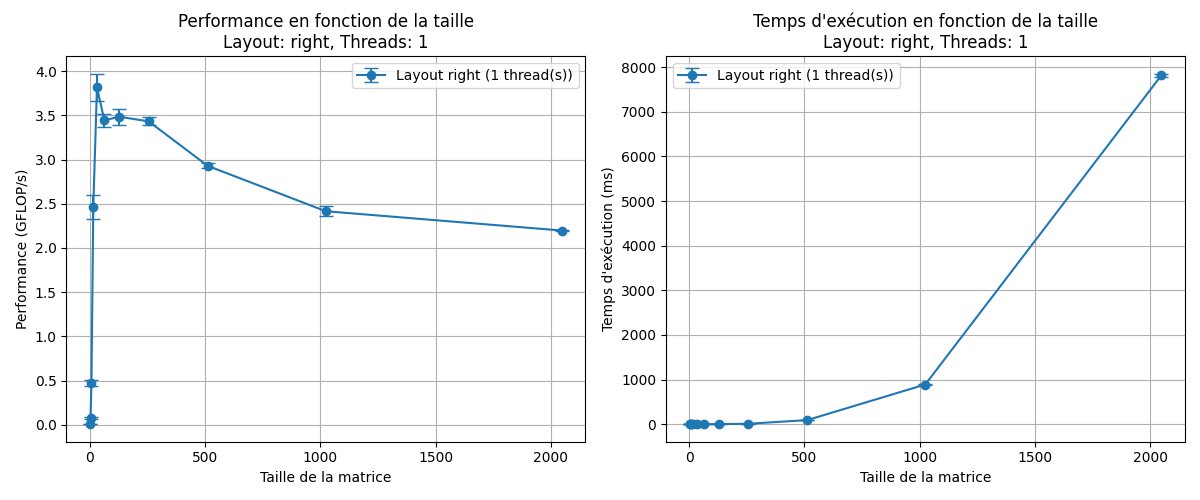 Performance en fonction de la taille
Layout: right, Threads: 1
Layout right (1 thread(s))
Performance (GFLOP/s)
4.0
3.5
3.0
2.5
2.0
1.5
1.0
0.5
0.0
0 500 1000 1500 2000
Taille de la matrice
Temps d'exécution en fonction de la taille
Layout: right, Threads: 1
Layout right (1 thread(s))
Temps d'exécution (ms)
8000
7000
6000
5000
4000
3000
2000
1000
0
0 500 1000 1500 2000
Taille de la matrice